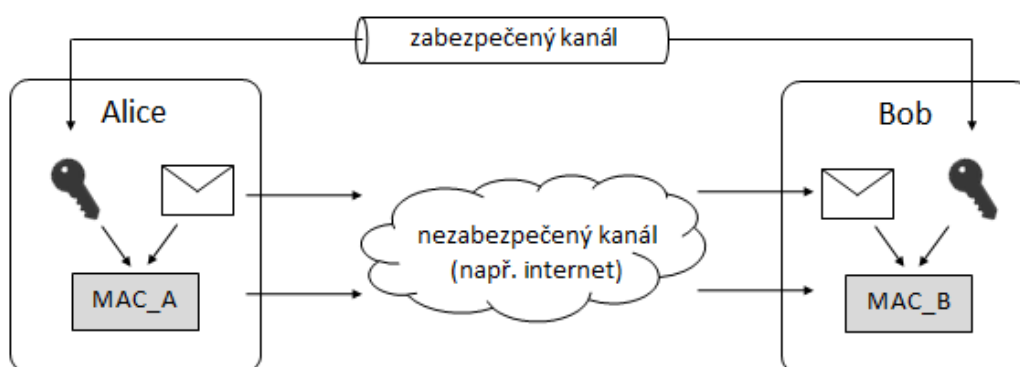 zabezpečený kanál
Alice
Bob
nezabezpečený kanál
(např. internet)
MAC_A
MAC_B